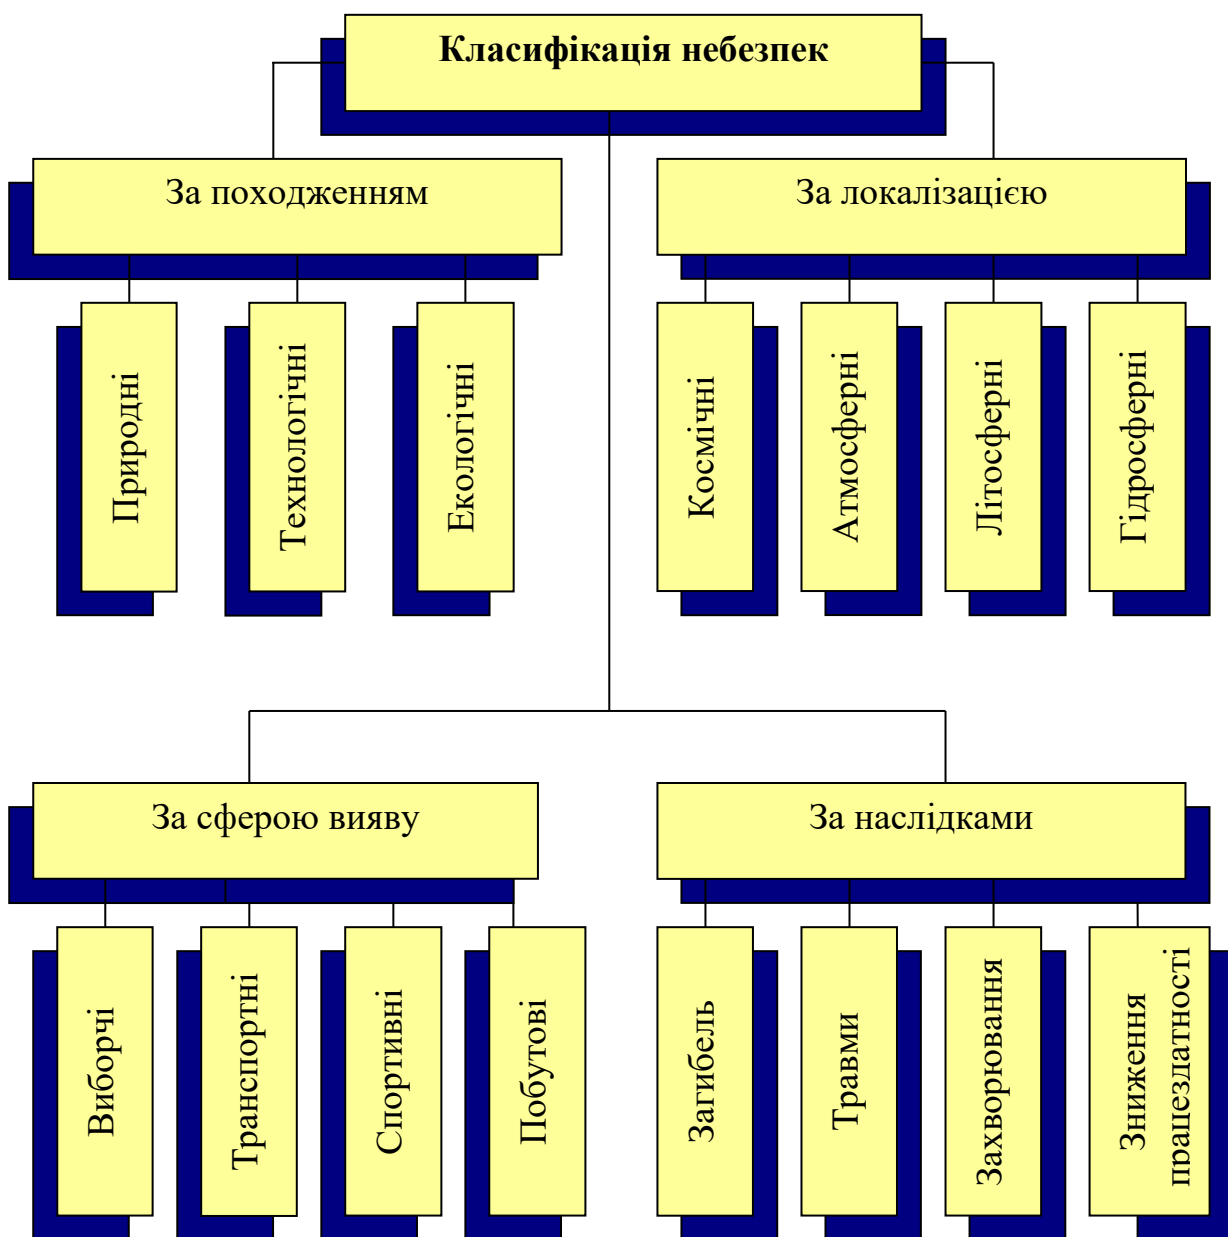 Класифікація небезпек
За походженням
За локалізацією
Природні
Технологічні
Екологічні
Космічні
Атмосферні
Літосферні
Гідросферні
За сферою вияву
За наслідками
Виборчі
Транспортні
Спортивні
Побутові
Загибель
Травми
Захворювання
Зниження
працездатності